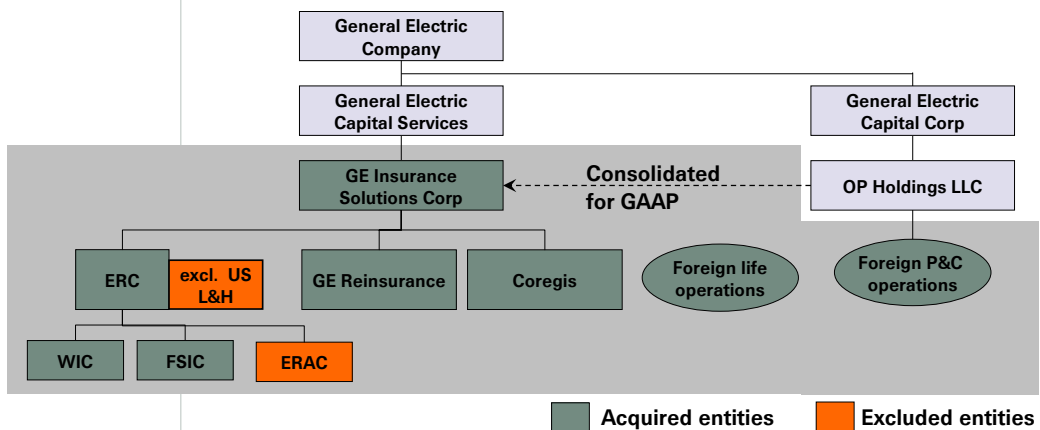 General Electric
Company
General Electric
Capital Services
General Electric
Capital Corp
GE Insurance
Solutions Corp
Consolidated
for GAAP
OP Holdings LLC
ERC
excl. US
L&H
GE Reinsurance
Coregis
Foreign life
operations
Foreign P&C
operations
WIC
FSIC
ERAC
Acquired entities
Excluded entities